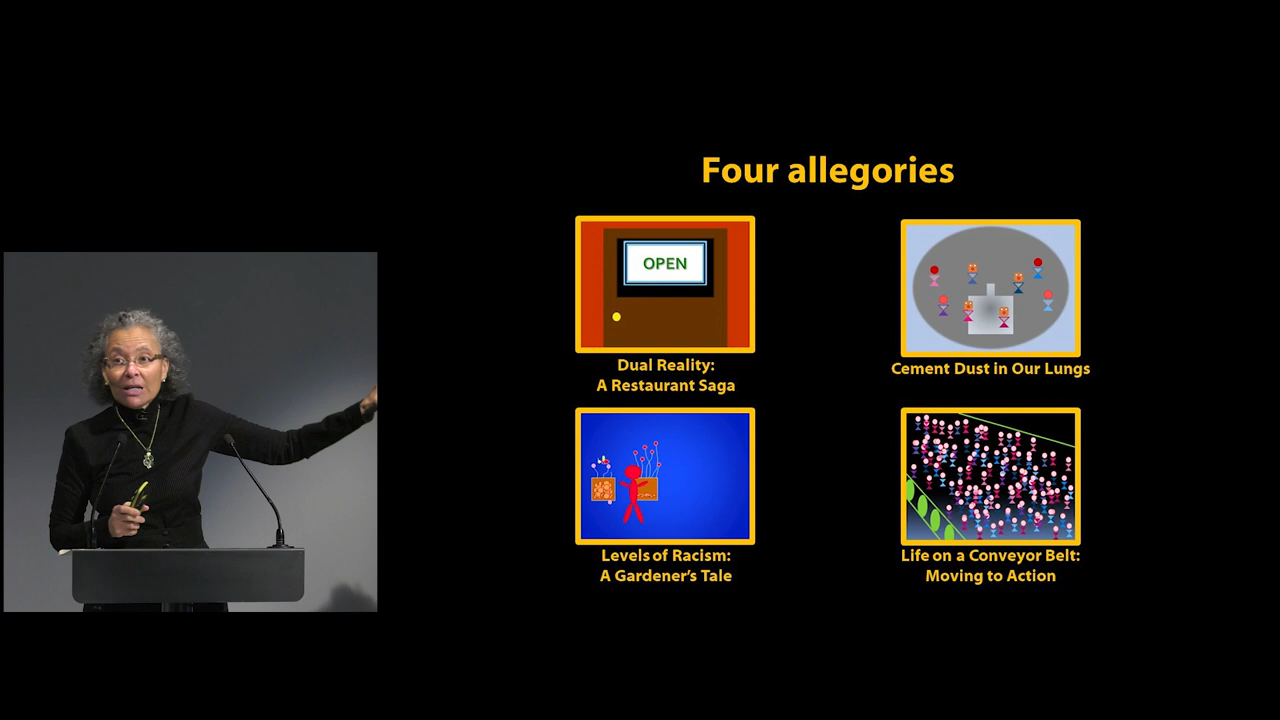 Four allegories
OPEN
Dual Reality:
A Restaurant Saga
Cement Dust in Our Lungs
Levels of Racism:
A Gardener's Tale
Life on a Conveyor Belt:
Moving to Action